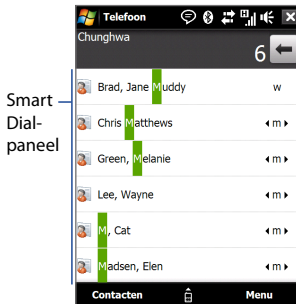 Telefoon
Chunghwa
6
Smart
Dial-
paneel
Brad, Jane Muddy w
Chris Matthews m
Green, Melanie m
Lee, Wayne m
M, Cat m
Madsen, Elen m
Contacten Menu